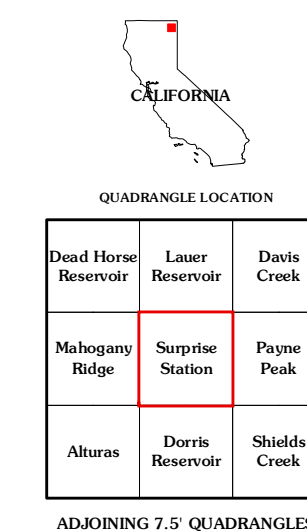 CALIFORNIA
QUADRANGLE LOCATION
Dead Horse
Reservoir
Lauer
Reservoir
Davis
Creek
Mahogany
Ridge
Surprise
Station
Payne
Peak
Alturas
Dorris
Reservoir
Shields
Creek
ADJOINING 7.5' QUADRANGLES